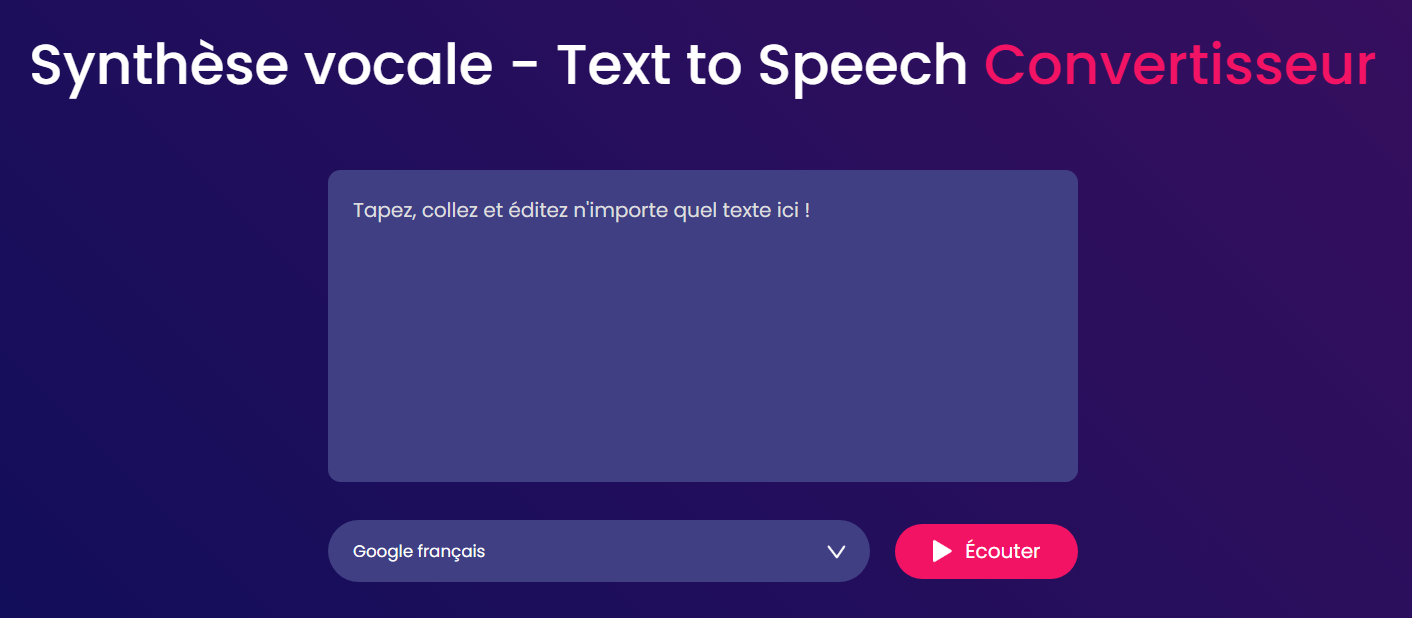 Synthèse vocale - Text to Speech Convertisseur
Tapez, collez et éditez n'importe quel texte ici !
Google français
Écouter